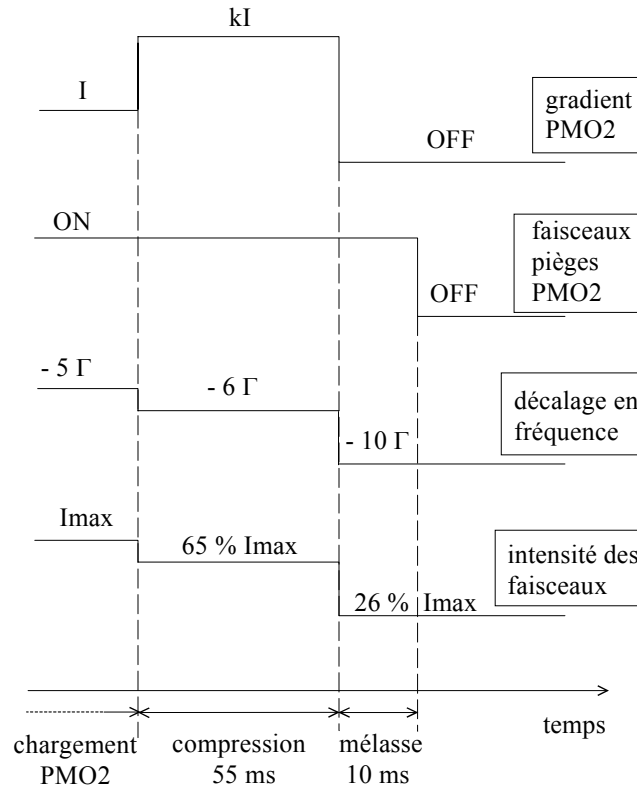 kI
I
gradient
PMO2
OFF
ON
faisceaux
pièges
PMO2
OFF
- 5 Γ
- 6 Γ
décalage en
fréquence
- 10 Γ
Imax
65 % Imax
intensité des
faisceaux
26 % Imax
temps
chargement
PMO2
compression
55 ms
mélasse
10 ms